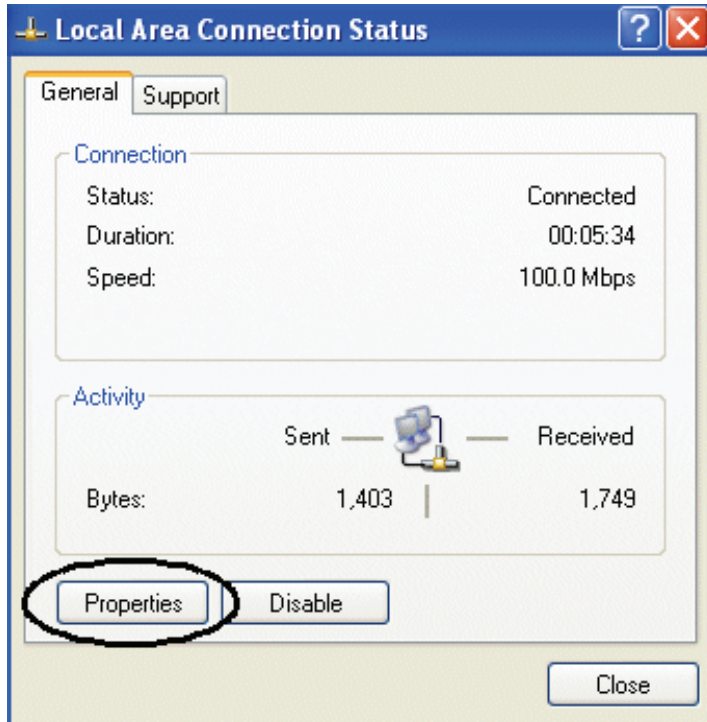 Local Area Connection Status
General Support
Connection
Status: Connected
Duration: 00:05:34
Speed: 100.0 Mbps
Activity
Sent Received
Bytes: 1,403 1,749
Properties Disable
Close